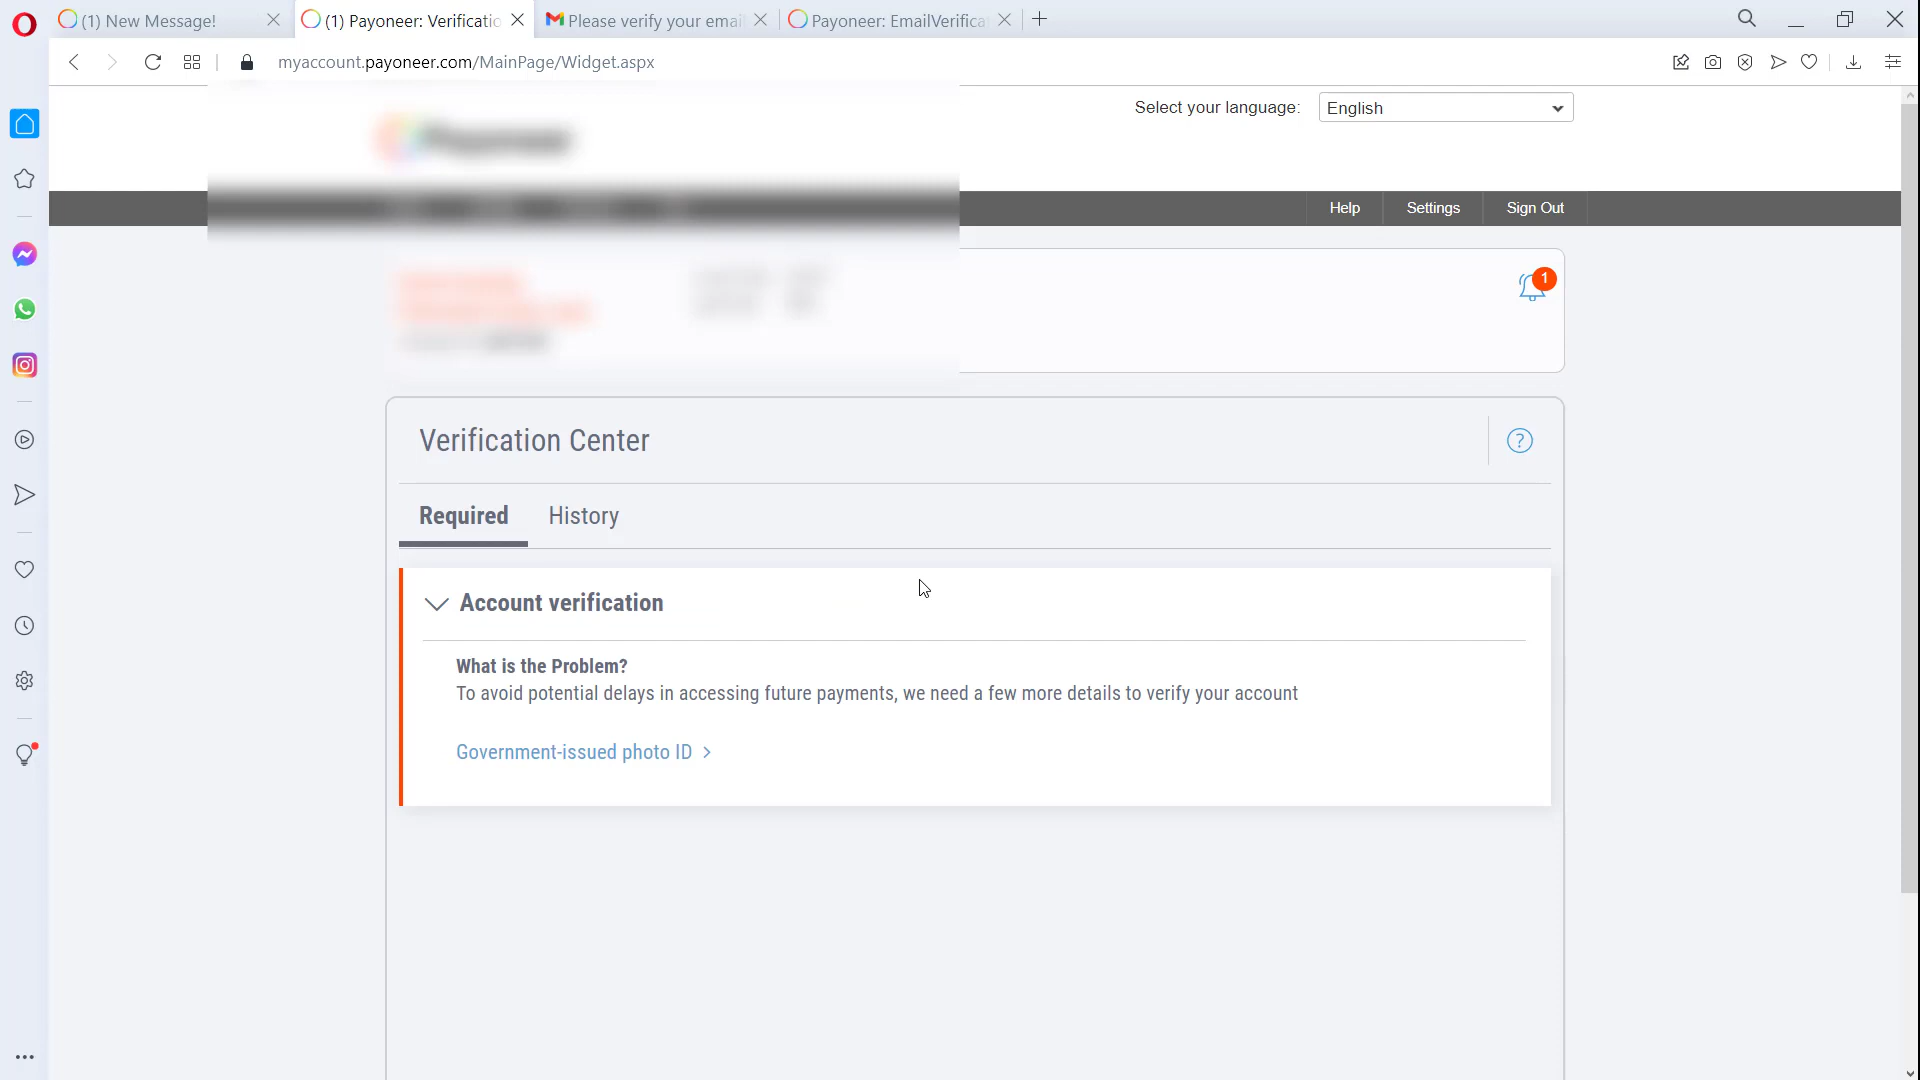 (1) New Message!
(1) Payoneer: Verificatio
Please verify your emai
Payoneer: EmailVerifica
myaccount.payoneer.com/MainPage/Widget.aspx
Select your language:
English
Payoneer
Help
Settings
Sign Out
1
Verification Center
?
Required
History
Account verification
What is the Problem?
To avoid potential delays in accessing future payments, we need a few more details to verify your account
Government-issued photo ID >